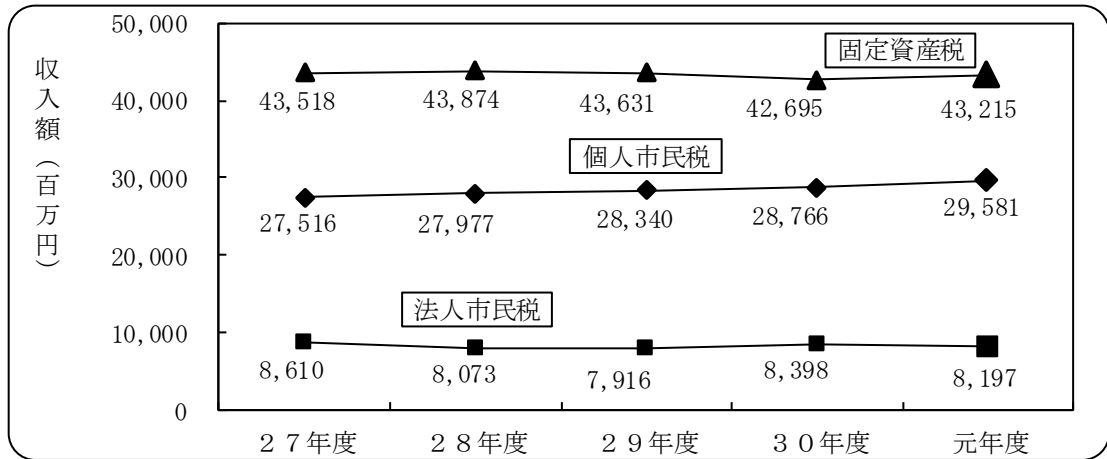 収入額（百万円）
50,000
40,000
30,000
20,000
10,000
0
固定資産税
43,518 43,874 43,631 42,695 43,215
個人市民税
27,516 27,977 28,340 28,766 29,581
法人市民税
8,610 8,073 7,916 8,398 8,197
２７年度 ２８年度 ２９年度 ３０年度 元年度